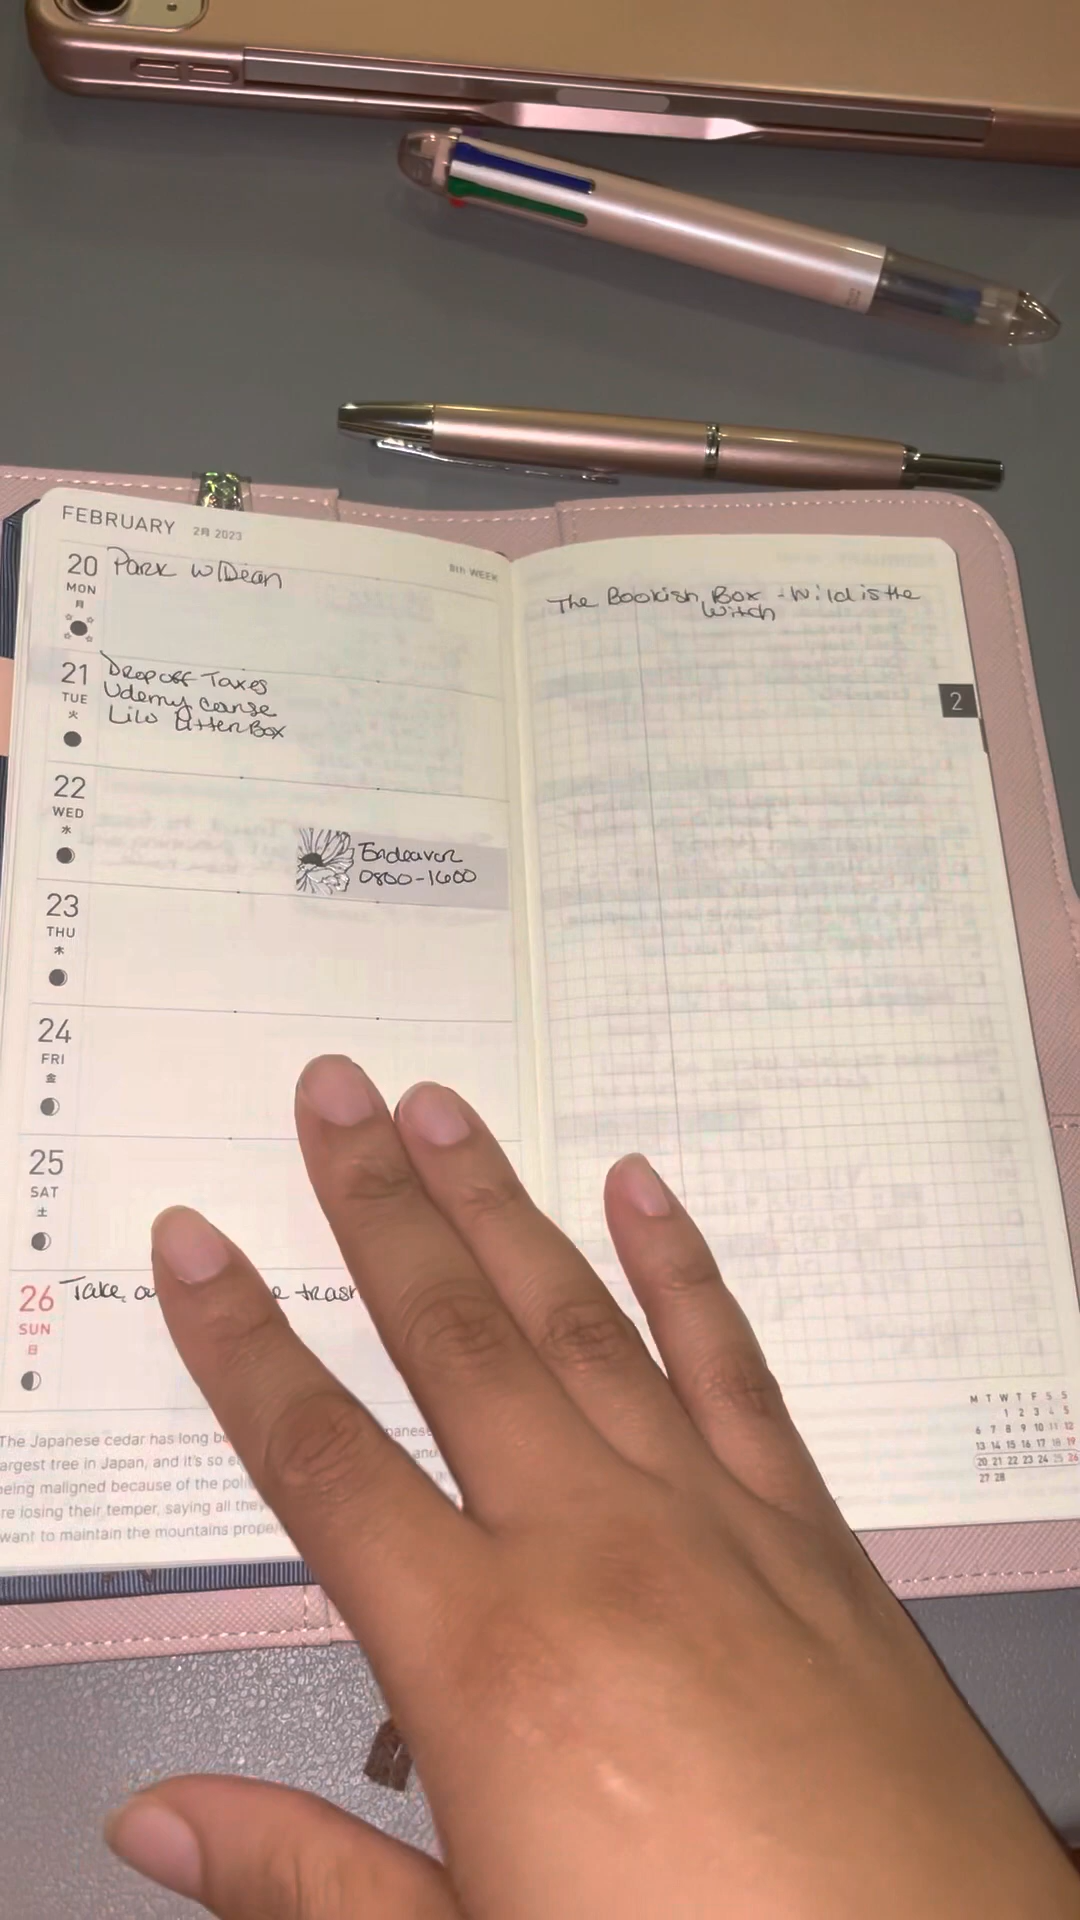 FEBRUARY 2月 2023
8th WEEK
20 Park w/Dean
MON
月
21 Drop off Taxes
TUE Udemy course
火 Lilo Litter Box
22
WED
水
Endeavor
0800-1600
23
THU
木
24
FRI
金
25
SAT
土
26 Take trash
SUN
日
The Japanese cedar has long
largest tree in Japan, and it's so
being maligned because of the
are losing their temper, saying all they
want to maintain the mountains
The Bookish Box - Wild is the
Witch
2
M T W T F S S
1 2 3 4 5
6 7 8 9 10 11 12
13 14 15 16 17 18 19
20 21 22 23 24 25 26
27 28